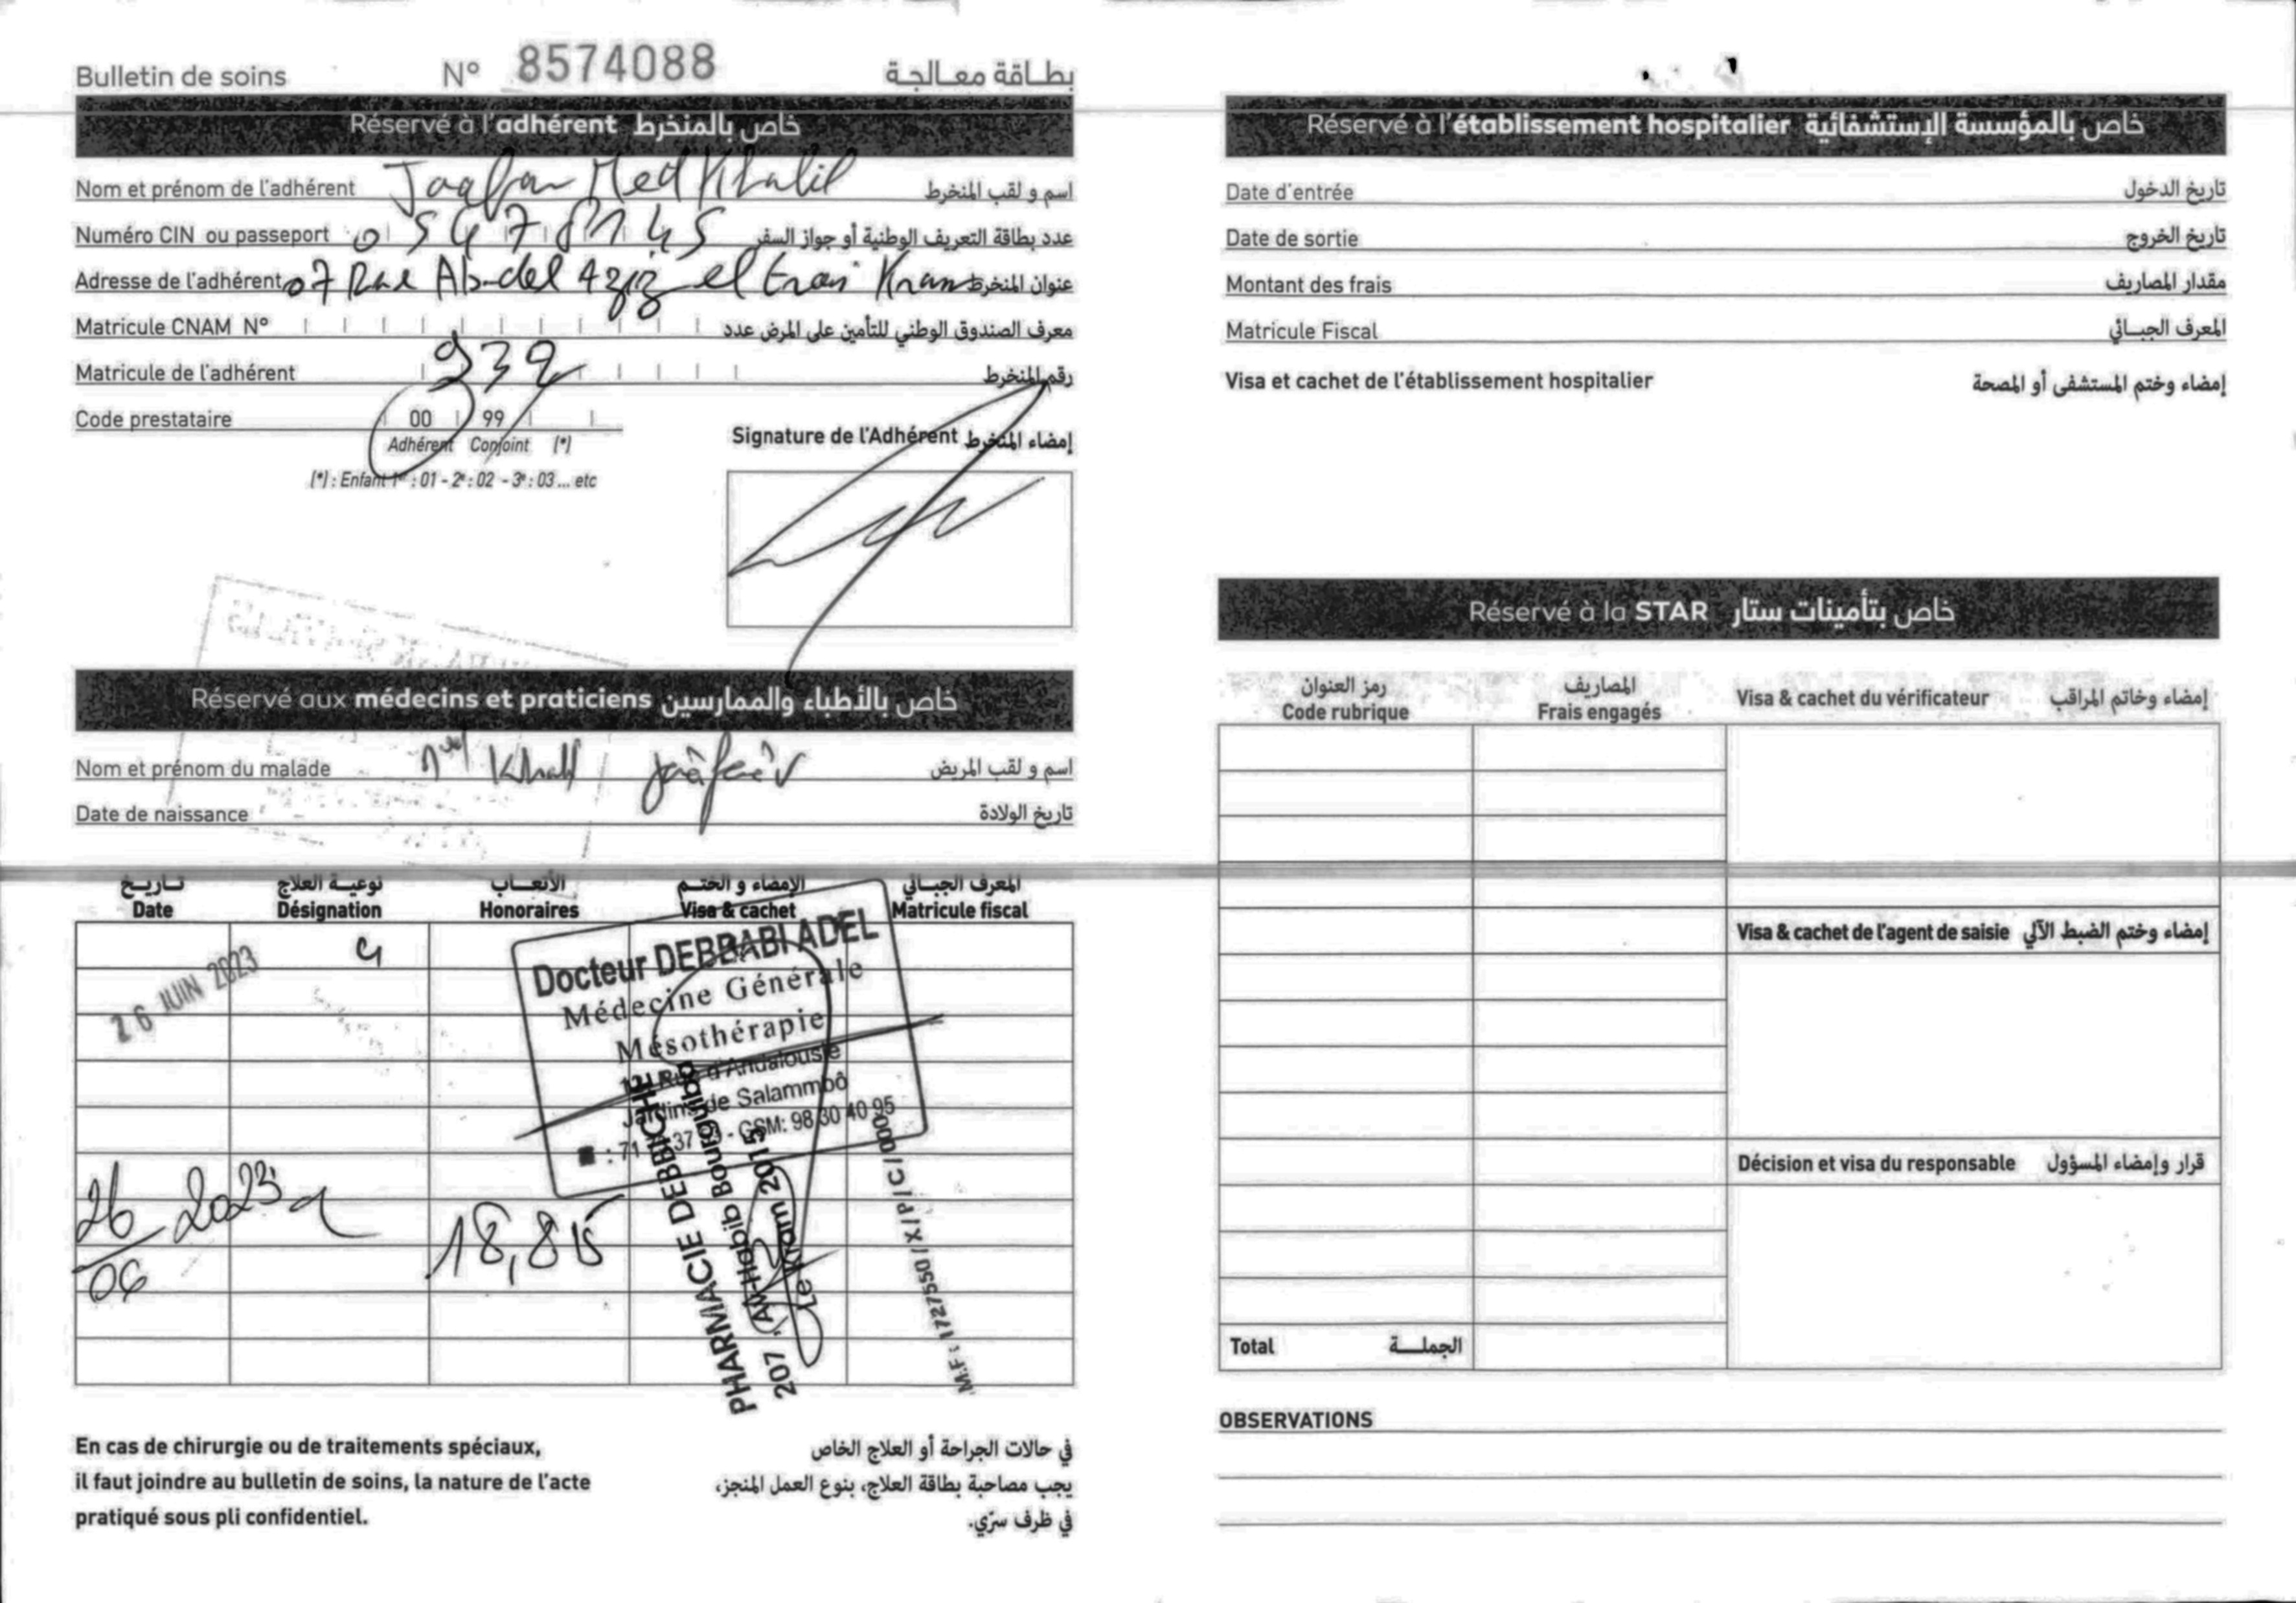 Bulletin de soins N° 8574088 بطاقة معالجة
Réservé à l'adhérent خاص بالمنخرط
Nom et prénom de l'adhérent Jaafar Med Khalil اسم و لقب المنخرط
Numéro CIN ou passeport 05478145 عدد بطاقة التعريف الوطنية أو جواز السفر
Adresse de l'adhérent 07 Rue Abdel Aziz el Kram عنوان المنخرط
Matricule CNAM N° معرف الصندوق الوطني للتأمين على المرض عدد
Matricule de l'adhérent 939 رقم المنخرط
Code prestataire 00 99
Adhérent Conjoint (*)
(*) : Enfant 1er : 01 - 2e : 02 - 3e : 03 ... etc
Signature de l'Adhérent إمضاء المنخرط
Réservé aux médecins et praticiens خاص بالأطباء والممارسين
Nom et prénom du malade Med Khalil Jaâfar اسم و لقب المريض
Date de naissance تاريخ الولادة
تاريخ نوعية العلاج الأتعاب الإمضاء و الختم المعرف الجبائي
Date Désignation Honoraires Visa & cachet Matricule fiscal
26 JUIN 2023
Docteur DEBBABI ADEL
Médecine Générale
Mésothérapie
Rue d'Andalousie
Jardins de Salammbô
GSM: 98 30 40 95
26/06 2023 18,815
PHARMACIE DEBBICHE
207, Av. Habib Bourguiba
Le Kram 2015
M.F: 1727550/X/P/C/000
En cas de chirurgie ou de traitements spéciaux,
il faut joindre au bulletin de soins, la nature de l'acte
pratiqué sous pli confidentiel.
في حالات الجراحة أو العلاج الخاص
يجب مصاحبة بطاقة العلاج، بنوع العمل المنجز،
في ظرف سرّي.
Réservé à l'établissement hospitalier خاص بالمؤسسة الإستشفائية
Date d'entrée تاريخ الدخول
Date de sortie تاريخ الخروج
Montant des frais مقدار المصاريف
Matricule Fiscal المعرف الجبائي
Visa et cachet de l'établissement hospitalier إمضاء وختم المستشفى أو المصحة
Réservé à la STAR خاص بتأمينات ستار
رمز العنوان المصاريف
Code rubrique Frais engagés Visa & cachet du vérificateur إمضاء وخاتم المراقب
Visa & cachet de l'agent de saisie إمضاء وختم الضبط الآلي
Décision et visa du responsable قرار وإمضاء المسؤول
Total الجملة
OBSERVATIONS